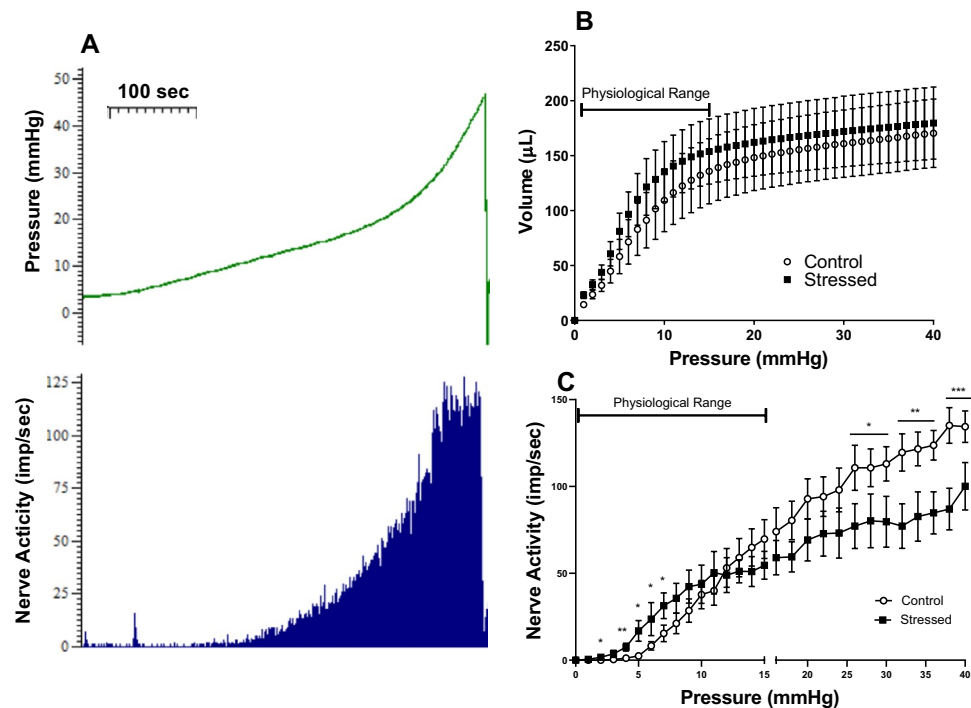 A
100 sec
Pressure (mmHg)
50
40
30
20
10
0
Nerve Acticity (imp/sec)
125
100
75
50
25
0
B
Physiological Range
Volume (µL)
250
200
150
100
50
0
Control
Stressed
0 10 20 30 40
Pressure (mmHg)
C
Physiological Range
Nerve Activity (imp/sec)
150
100
50
0
* ** * * *
* ** ***
Control
Stressed
0 5 10 15 20 25 30 35 40
Pressure (mmHg)